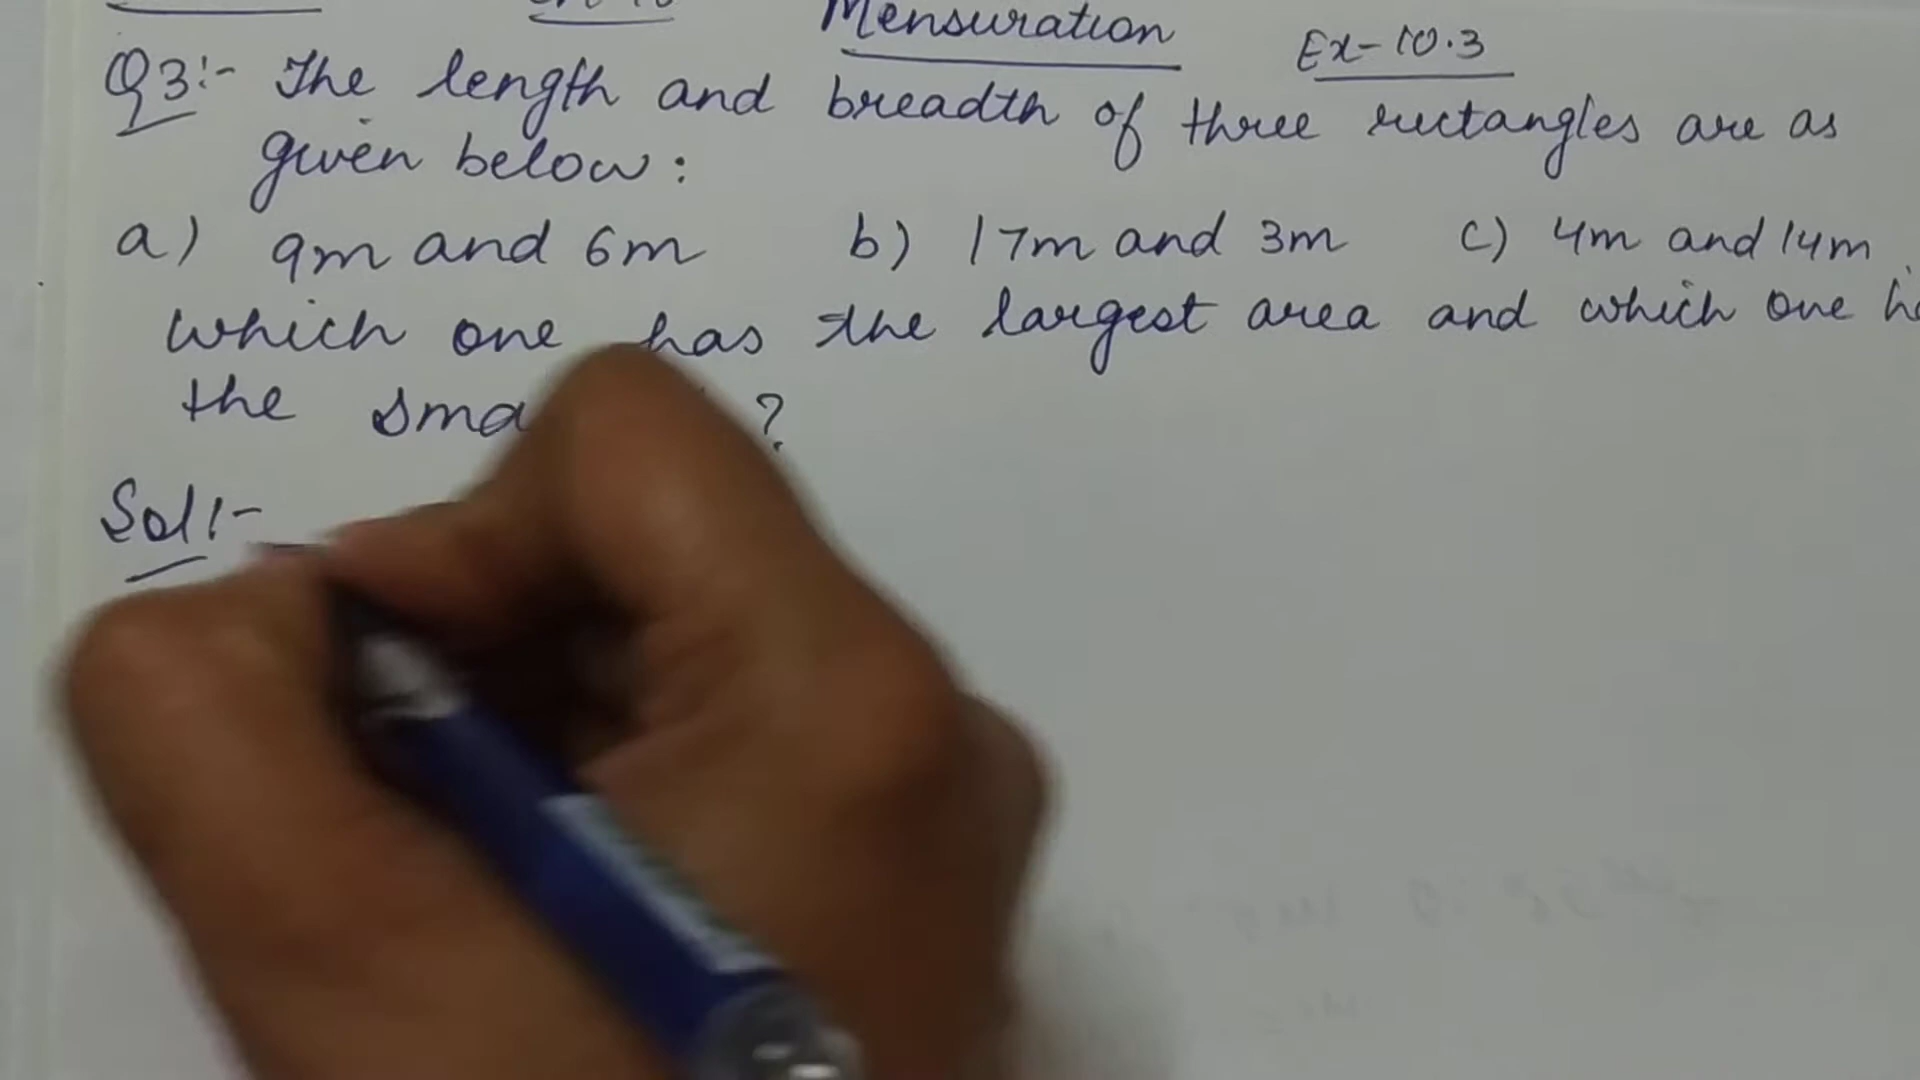 Mensuration Ex-10.3
Q3:- The length and breadth of three rectangles are as
given below:
a) 9m and 6m b) 17m and 3m c) 4m and 14m
which one has the largest area and which one
the ?
Sol:-